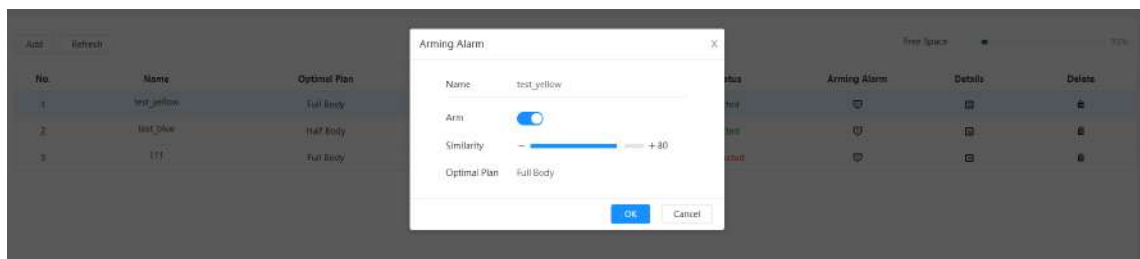 Add Refresh Free Space
No. Name Optimal Plan Arming Alarm Details Delete
1 test_yellow Full Body
2 test_blue Half Body
3 Full Body
Arming Alarm X
Name test_yellow
Arm
Similarity − + 80
Optimal Plan Full Body
OK Cancel